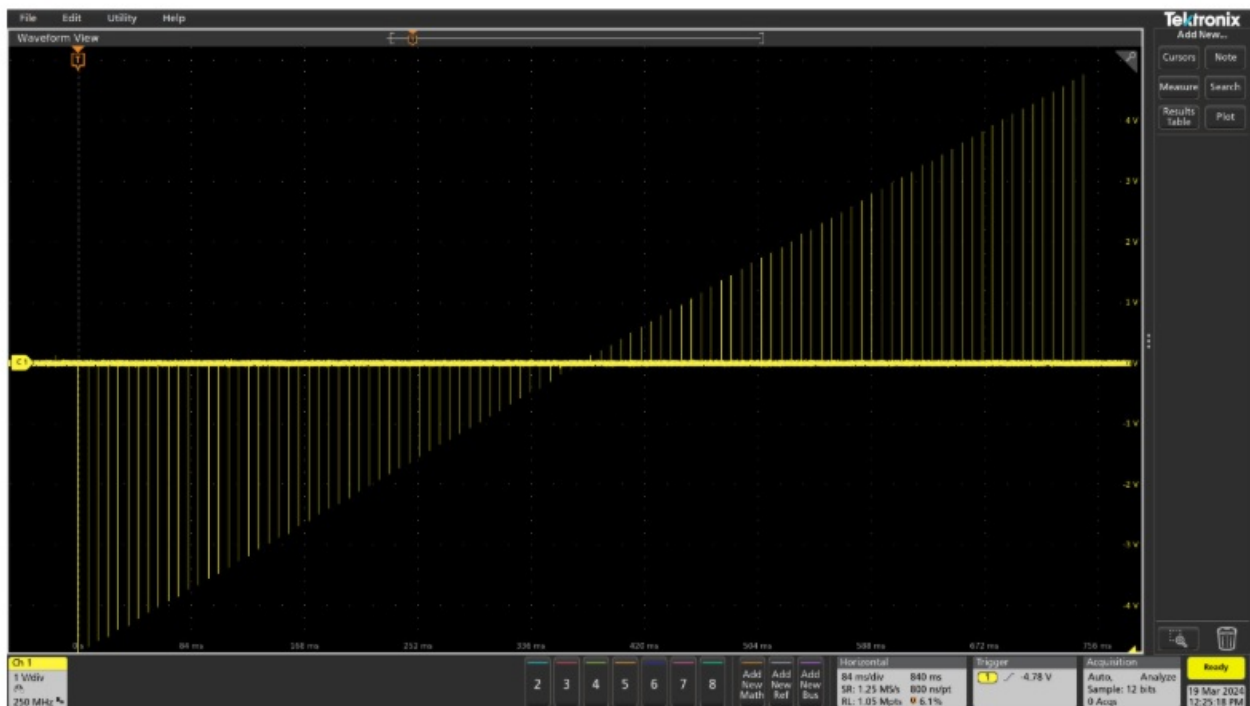 File Edit Utility Help
Tektronix
Waveform View
Add New...
Cursors Note
Measure Search
Results Table Plot
T
4 V
3 V
2 V
1 V
C1
-1 V
-2 V
-3 V
-4 V
0 s 84 ms 168 ms 252 ms 336 ms 420 ms 504 ms 588 ms 672 ms 756 ms
Ch 1
1 V/div
250 MHz
2 3 4 5 6 7 8
Add New Math
Add New Ref
Add New Bus
Horizontal
84 ms/div 840 ms
SR: 1.25 MS/s 800 ns/pt
RL: 1.05 Mpts 6.1%
Trigger
1 -4.78 V
Acquisition
Auto, Analyze
Sample: 12 bits
0 Acqs
Ready
19 Mar 2024
12:25:18 PM